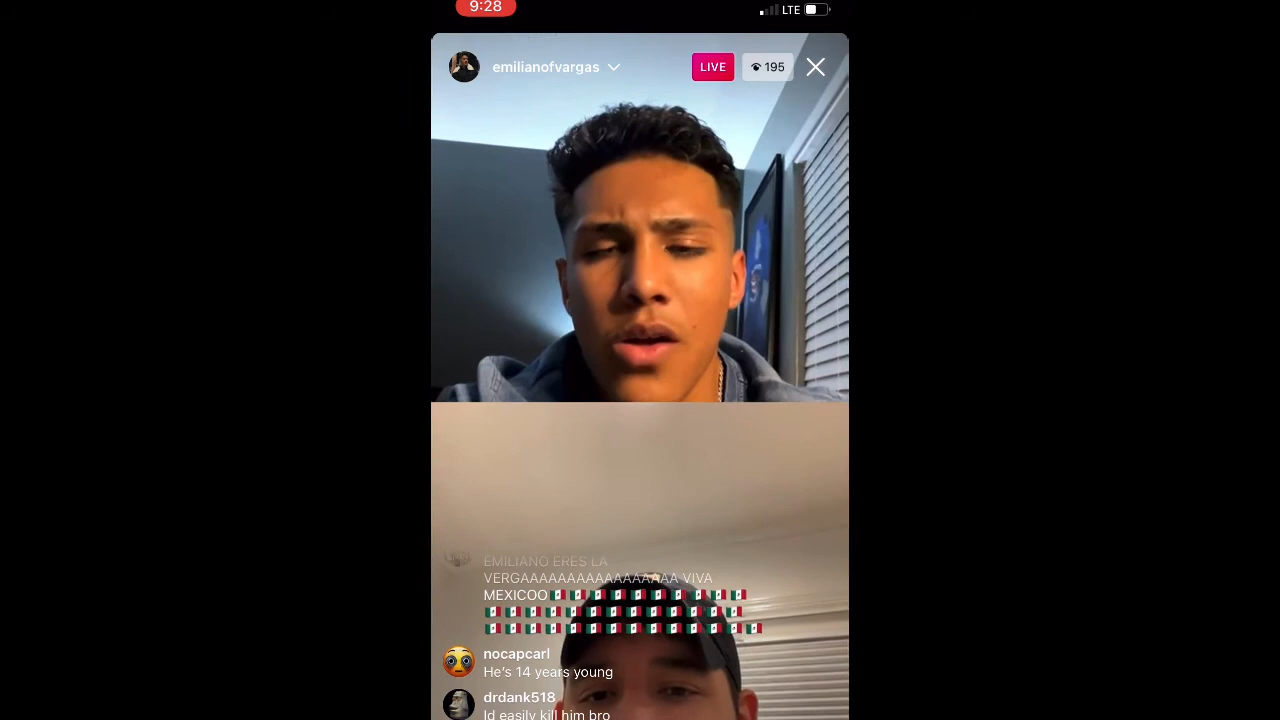 9:28
LTE
emilianofvargas
LIVE
195
EMILIANO ERES LA
VERGAAAAAAAAAAAAAAAAA VIVA
MEXICOO🇲🇽🇲🇽🇲🇽🇲🇽🇲🇽🇲🇽🇲🇽🇲🇽🇲🇽🇲🇽
🇲🇽🇲🇽🇲🇽🇲🇽🇲🇽🇲🇽🇲🇽🇲🇽🇲🇽🇲🇽🇲🇽🇲🇽🇲🇽
🇲🇽🇲🇽🇲🇽🇲🇽🇲🇽🇲🇽🇲🇽🇲🇽🇲🇽🇲🇽🇲🇽🇲🇽🇲🇽🇲🇽
nocapcarl
He's 14 years young
drdank518
Id easily kill him bro